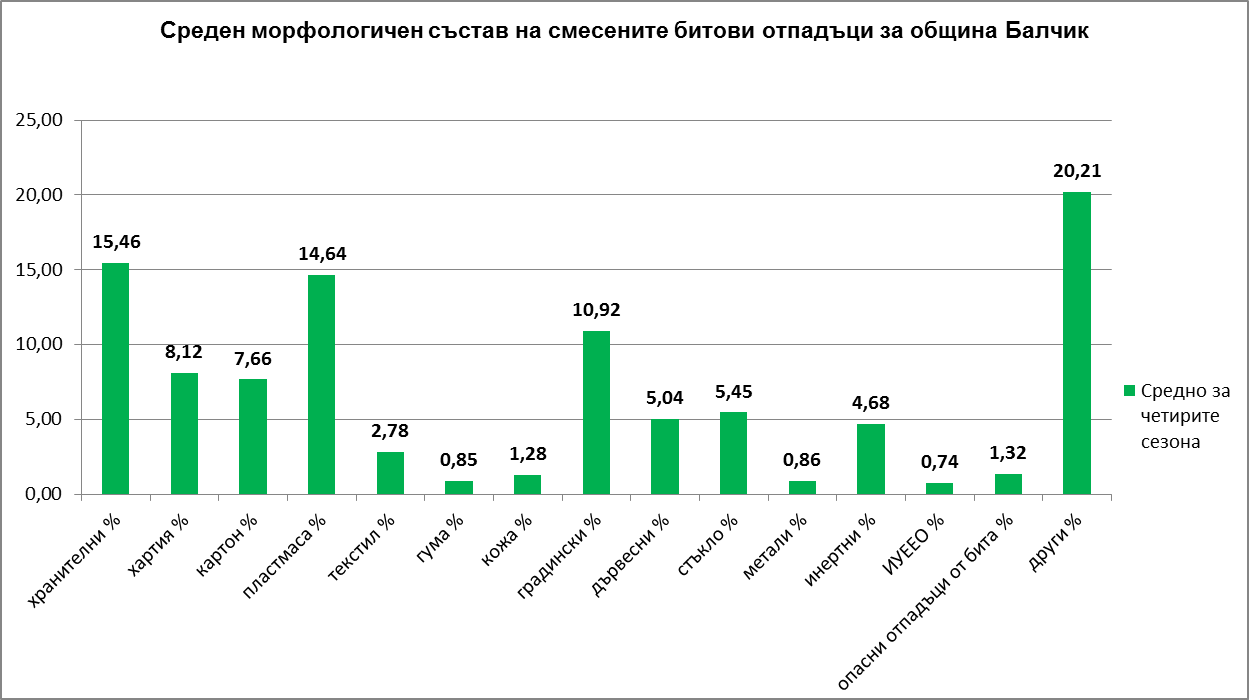 Среден морфологичен състав на смесените битови отпадъци за община Балчик
25,00
20,00
15,00
10,00
5,00
0,00
15,46
8,12
7,66
14,64
2,78
0,85
1,28
10,92
5,04
5,45
0,86
4,68
0,74
1,32
20,21
хранителни %
хартия %
картон %
пластмаса %
текстил %
гума %
кожа %
градински %
дървесни %
стъкло %
метали %
инертни %
ИУЕЕО %
опасни отпадъци от бита %
други %
Средно за
четирите
сезона